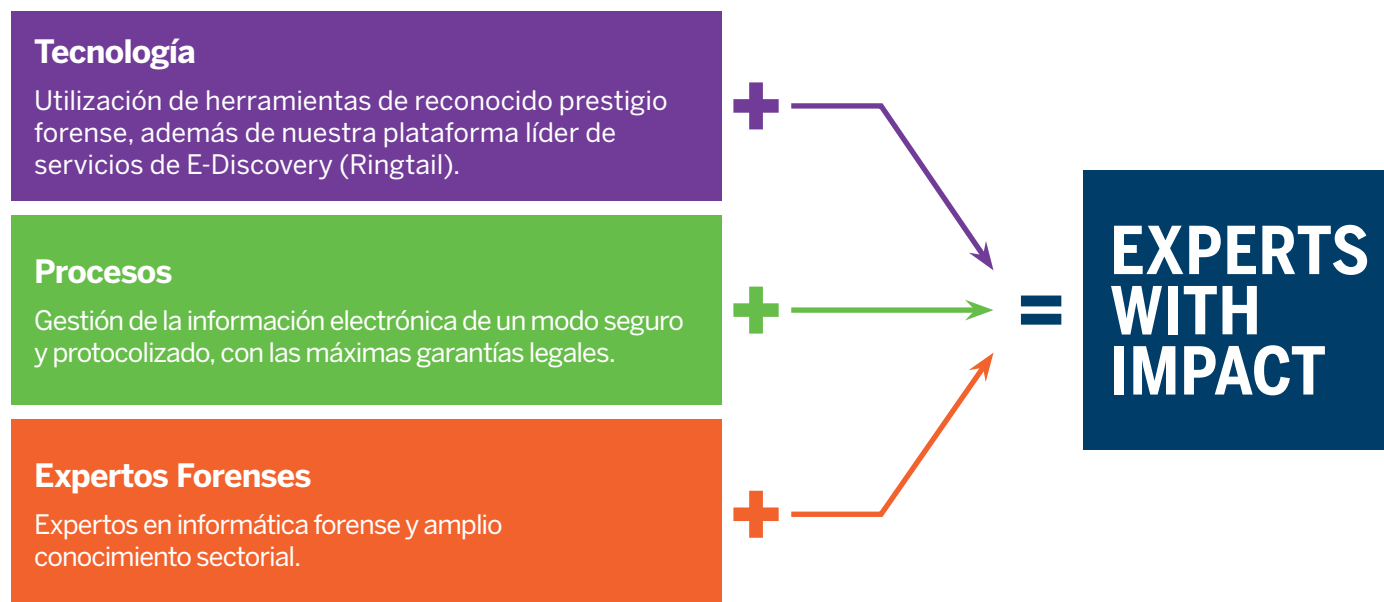 Tecnología
Utilización de herramientas de reconocido prestigio
forense, además de nuestra plataforma líder de
servicios de E-Discovery (Ringtail).
+
Procesos
Gestión de la información electrónica de un modo seguro
y protocolizado, con las máximas garantías legales.
+
Expertos Forenses
Expertos en informática forense y amplio
conocimiento sectorial.
+
=
EXPERTS
WITH
IMPACT